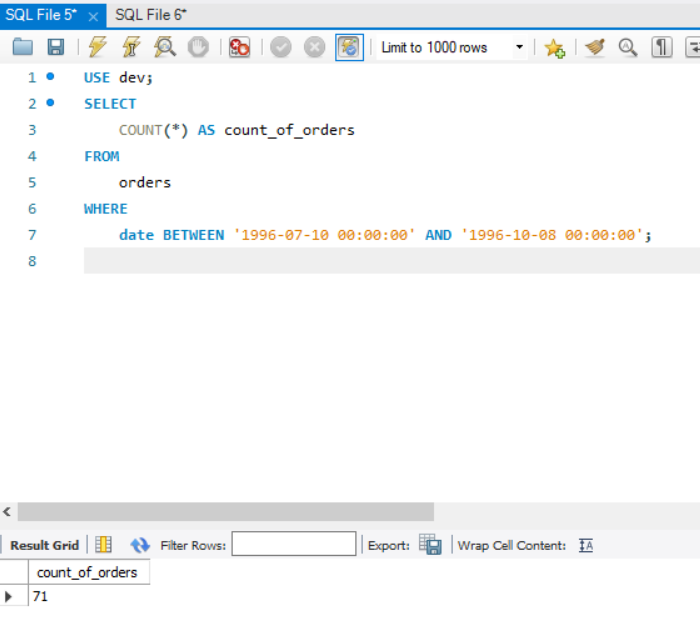 SQL File 5* SQL File 6*
Limit to 1000 rows
1 USE dev;
2 SELECT
3 COUNT(*) AS count_of_orders
4 FROM
5 orders
6 WHERE
7 date BETWEEN '1996-07-10 00:00:00' AND '1996-10-08 00:00:00';
8
Result Grid Filter Rows: Export: Wrap Cell Content:
count_of_orders
71